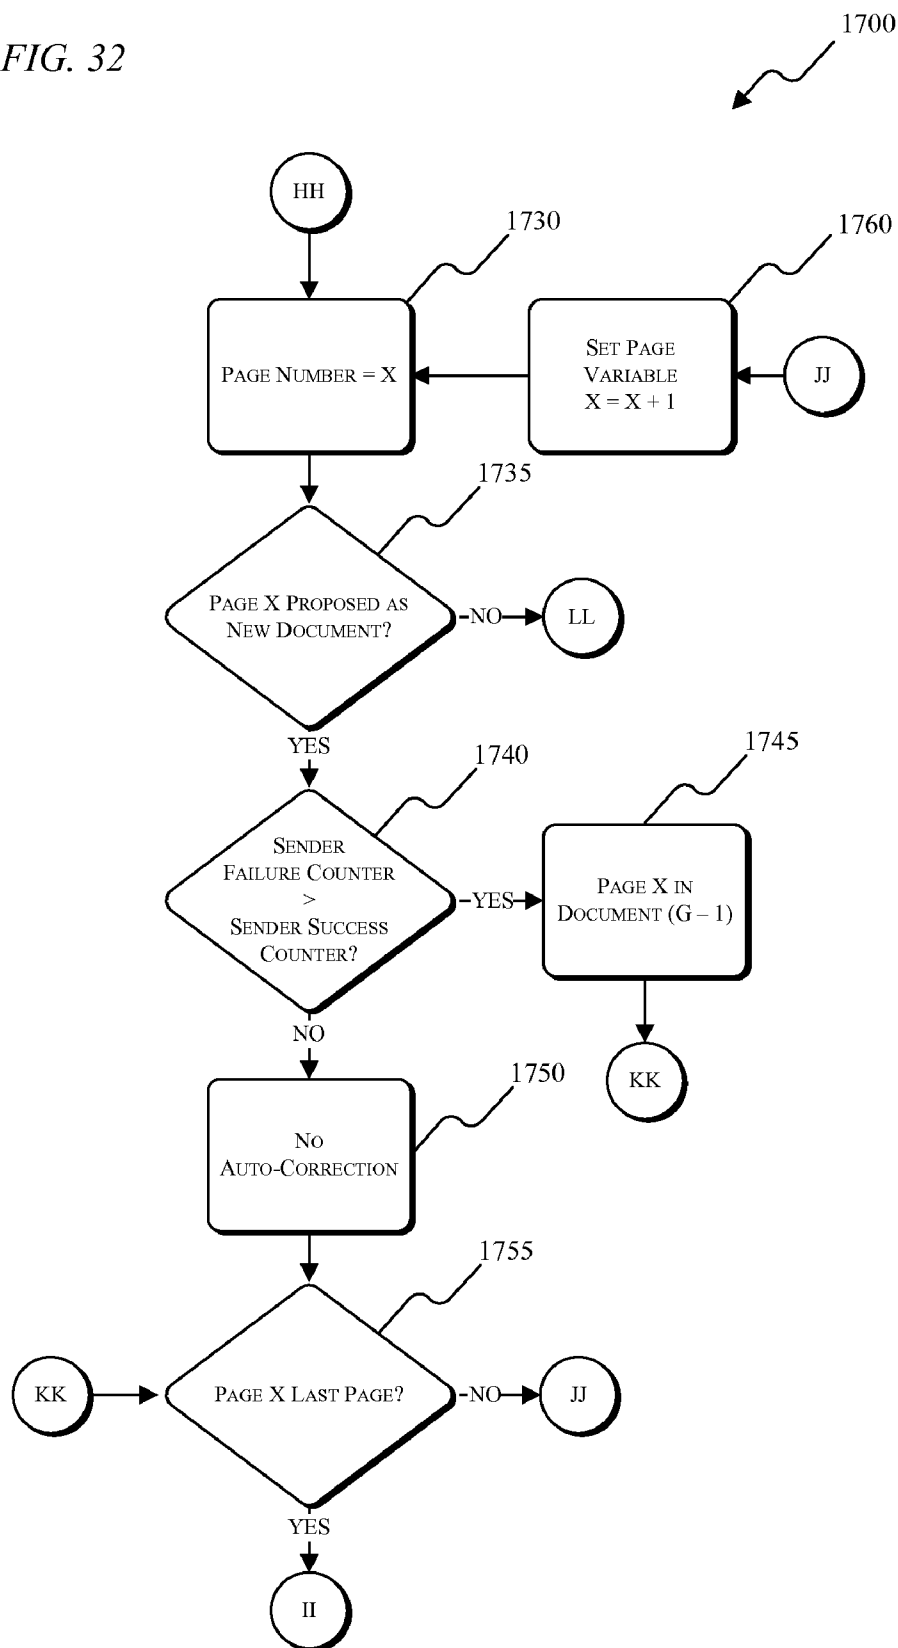 FIG. 32
1700
HH
1730
1760
PAGE NUMBER = X
SET PAGE
VARIABLE
X = X + 1
JJ
1735
PAGE X PROPOSED AS
NEW DOCUMENT?
NO
LL
YES
1740
1745
SENDER
FAILURE COUNTER
>
SENDER SUCCESS
COUNTER?
YES
PAGE X IN
DOCUMENT (G – 1)
NO
KK
1750
NO
AUTO-CORRECTION
1755
KK
PAGE X LAST PAGE?
NO
JJ
YES
II